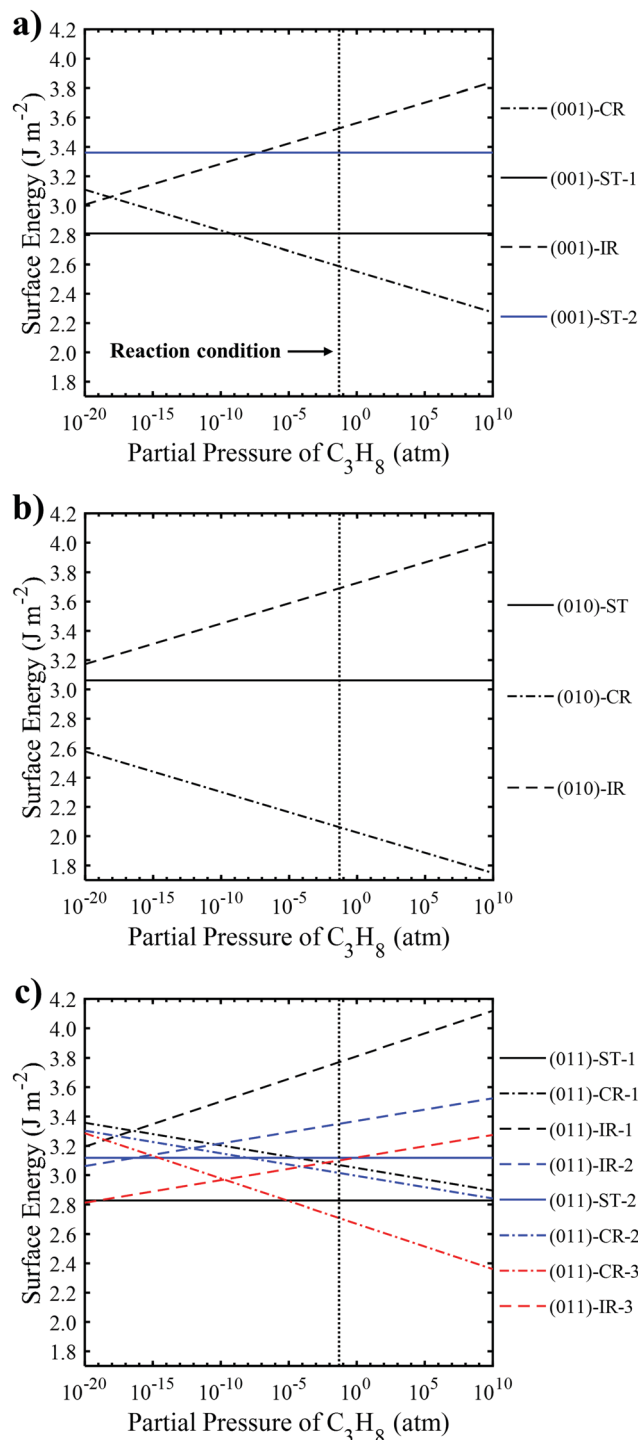 a)
4.2
4.0
3.8
3.4
3.2
3.0
2.8
2.6
2.4
2.2
2.0
1.8
Surface Energy (J m⁻²)
Reaction condition
10⁻²⁰ 10⁻¹⁵ 10⁻¹⁰ 10⁻⁵ 10⁰ 10⁵ 10¹⁰
Partial Pressure of C₃H₈ (atm)
(001)-CR
(001)-ST-1
(001)-IR
(001)-ST-2
b)
4.2
4.0
3.8
3.6
3.2
3.0
2.8
2.6
2.2
2.0
1.8
Surface Energy (J m⁻²)
10⁻²⁰ 10⁻¹⁵ 10⁻¹⁰ 10⁻⁵ 10⁰ 10⁵ 10¹⁰
Partial Pressure of C₃H₈ (atm)
(010)-ST
(010)-CR
(010)-IR
c)
4.2
4.0
3.8
3.4
3.2
3.0
2.8
2.6
2.4
2.2
2.0
1.8
Surface Energy (J m⁻²)
10⁻²⁰ 10⁻¹⁵ 10⁻¹⁰ 10⁻⁵ 10⁰ 10⁵ 10¹⁰
Partial Pressure of C₃H₈ (atm)
(011)-ST-1
(011)-CR-1
(011)-IR-1
(011)-IR-2
(011)-ST-2
(011)-CR-2
(011)-CR-3
(011)-IR-3